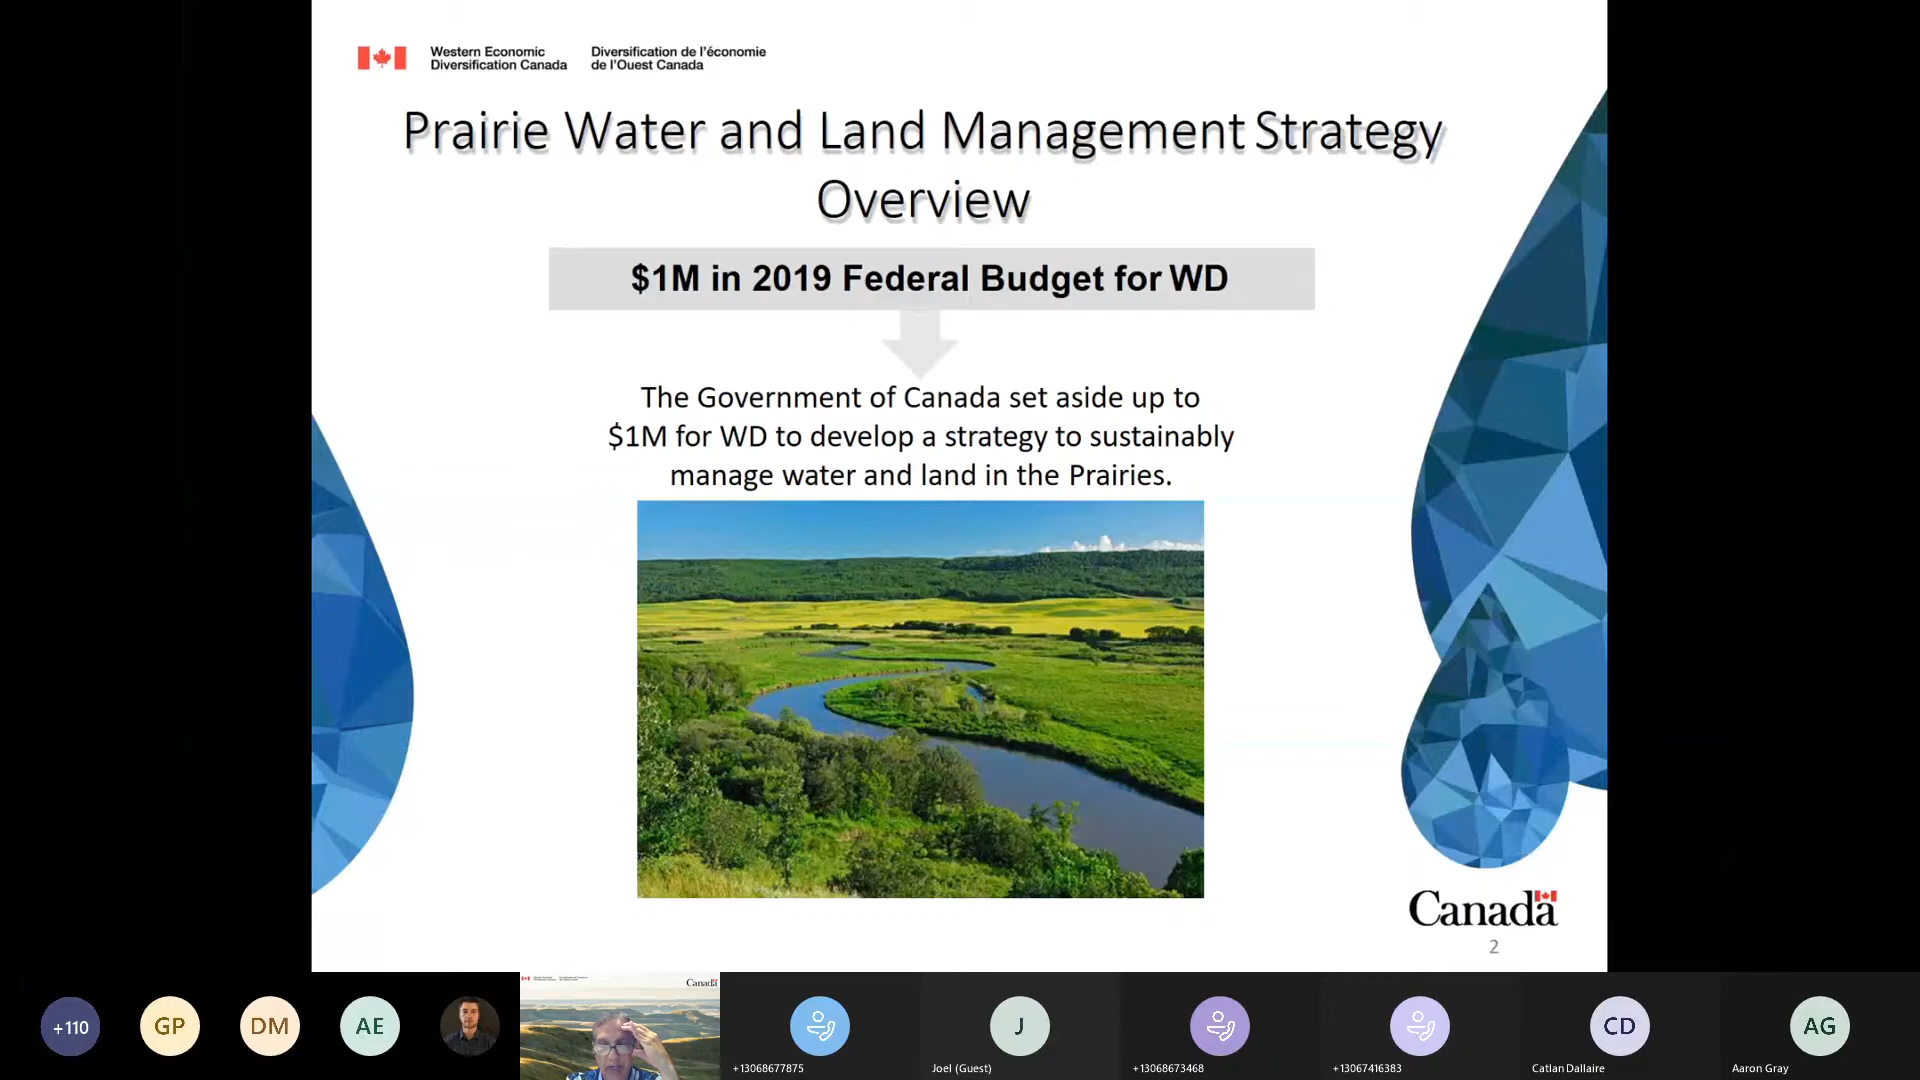 Western Economic
Diversification Canada
Diversification de l'économie
de l'Ouest Canada
Prairie Water and Land Management Strategy
Overview
$1M in 2019 Federal Budget for WD
The Government of Canada set aside up to
$1M for WD to develop a strategy to sustainably
manage water and land in the Prairies.
Canada
2
+110
GP
DM
AE
Canada
+13068677875
J
Joel (Guest)
+13068673468
+13067416383
CD
Catlan Dallaire
AG
Aaron Gray